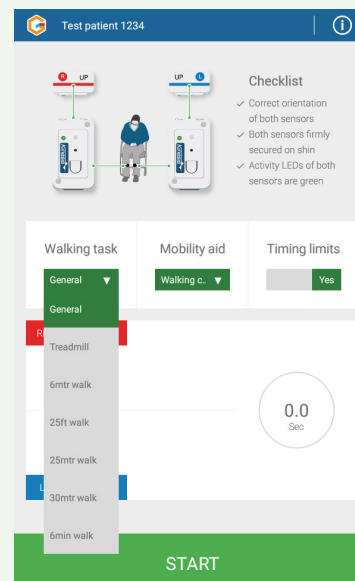 Test patient 1234
R UP
UP L
Checklist
Correct orientation
of both sensors
Both sensors firmly
secured on shin
Activity LEDs of both
sensors are green
Walking task
Mobility aid
Timing limits
General
Walking c..
Yes
General
R
Treadmill
6mtr walk
25ft walk
25mtr walk
30mtr walk
6min walk
L
0.0
Sec
START